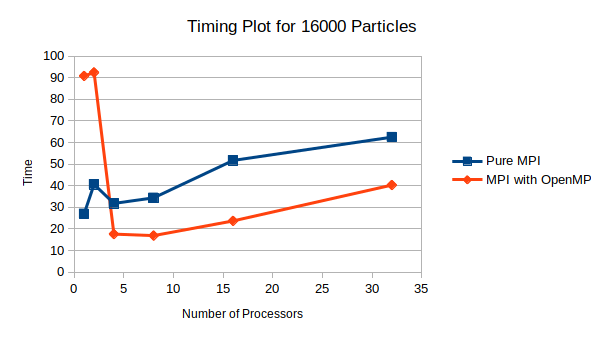 Timing Plot for 16000 Particles
100
90
80
70
60
50
40
30
20
10
0
Time
0 5 10 15 20 25 30 35
Number of Processors
Pure MPI
MPI with OpenMP